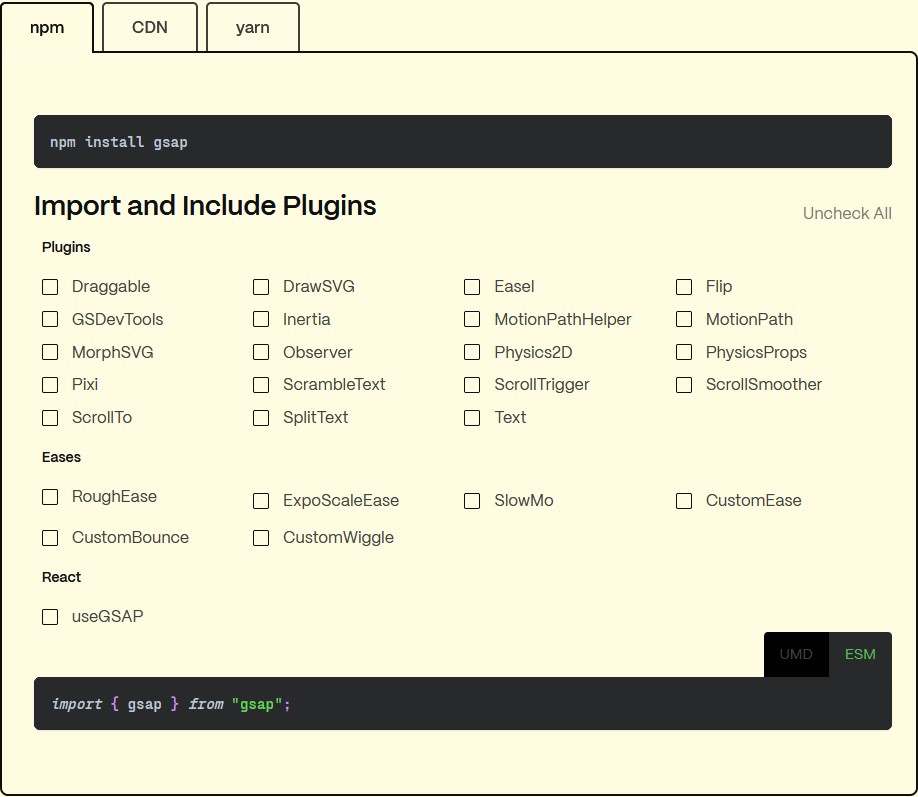 npm CDN yarn
npm install gsap
Import and Include Plugins
Uncheck All
Plugins
Draggable DrawSVG Easel Flip
GSDevTools Inertia MotionPathHelper MotionPath
MorphSVG Observer Physics2D PhysicsProps
Pixi ScrambleText ScrollTrigger ScrollSmoother
ScrollTo SplitText Text
Eases
RoughEase ExpoScaleEase SlowMo CustomEase
CustomBounce CustomWiggle
React
useGSAP
UMD ESM
import { gsap } from "gsap";